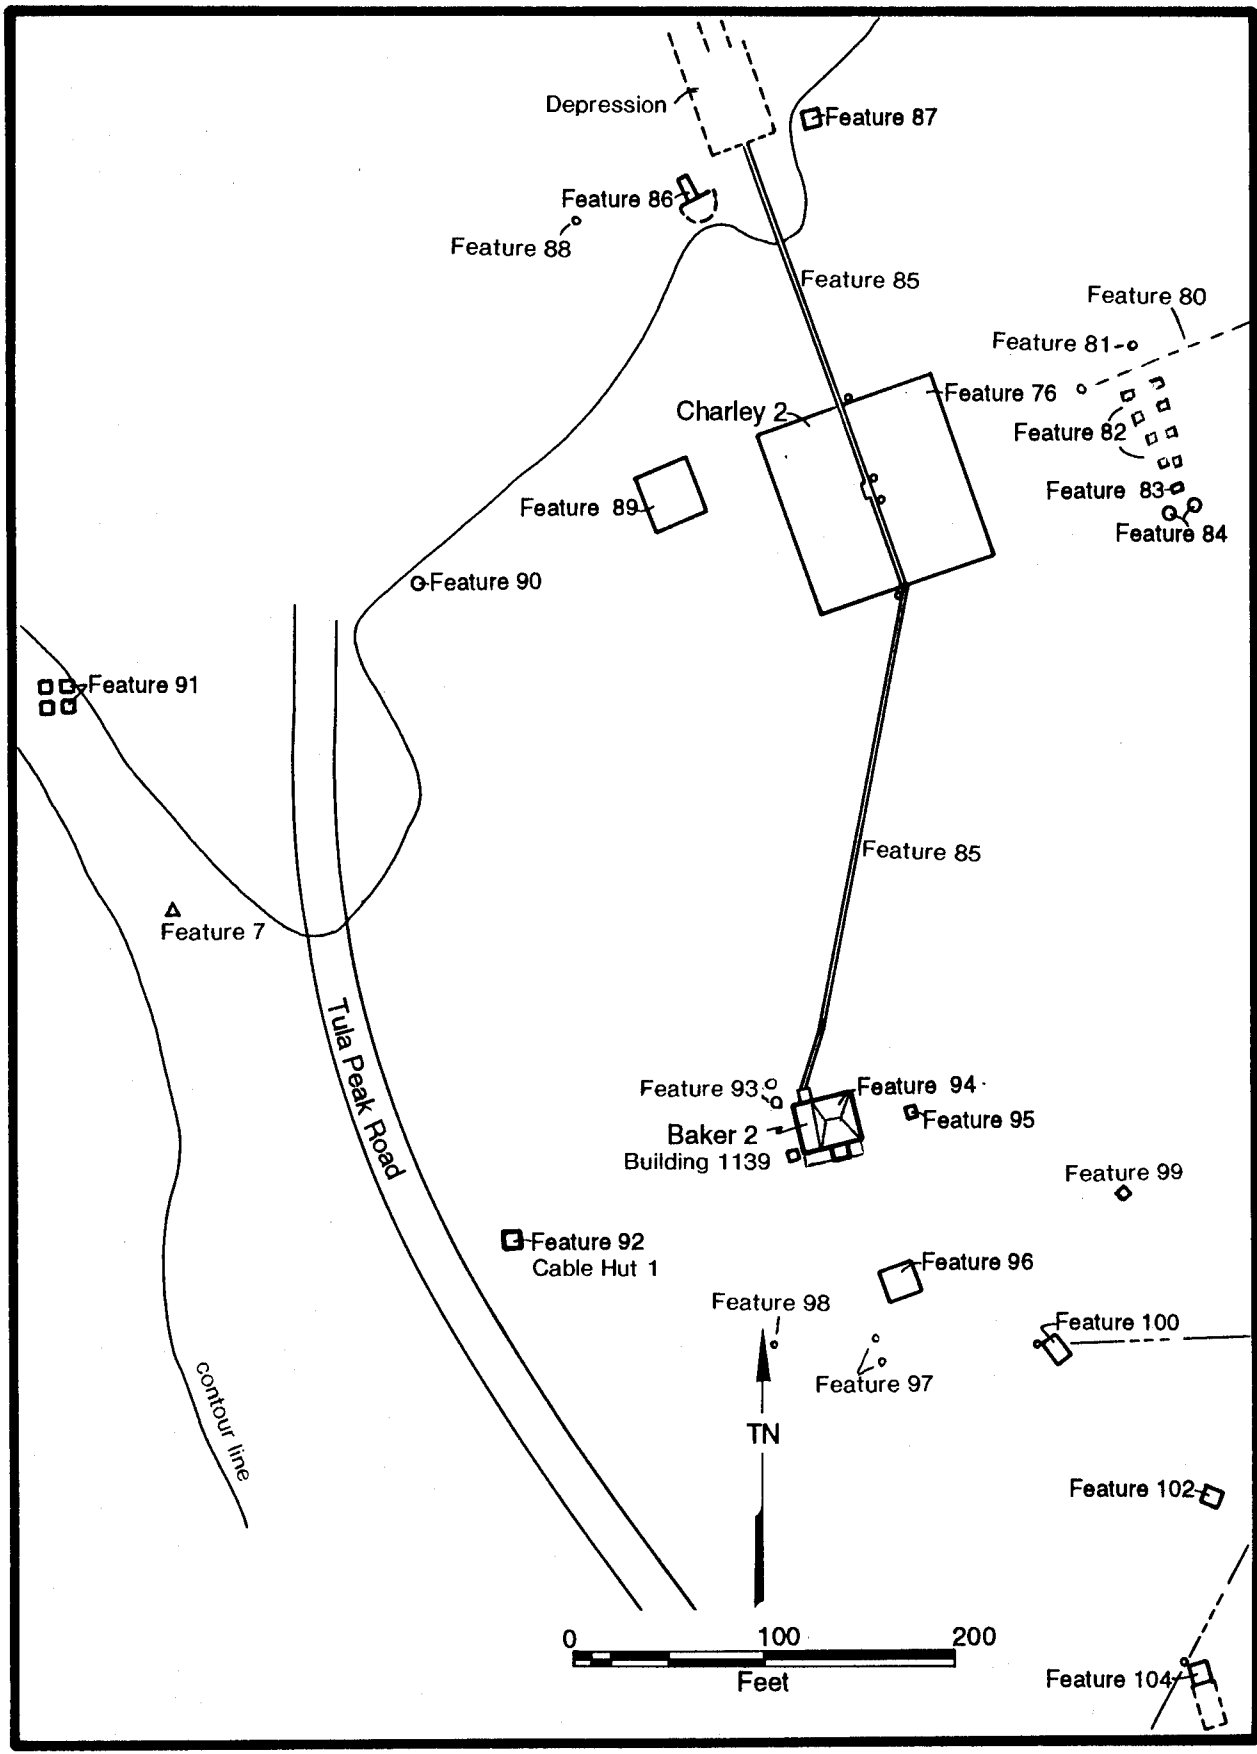 Depression
Feature 87
Feature 86
Feature 88
Feature 85
Feature 80
Feature 81
Feature 76
Charley 2
Feature 82
Feature 83
Feature 89
Feature 84
Feature 90
Feature 91
Feature 85
Feature 7
Tula Peak Road
Feature 93
Feature 94
Feature 95
Baker 2
Building 1139
Feature 99
Feature 92
Cable Hut 1
Feature 96
Feature 98
Feature 100
Feature 97
contour line
TN
Feature 102
0 100 200
Feet
Feature 104